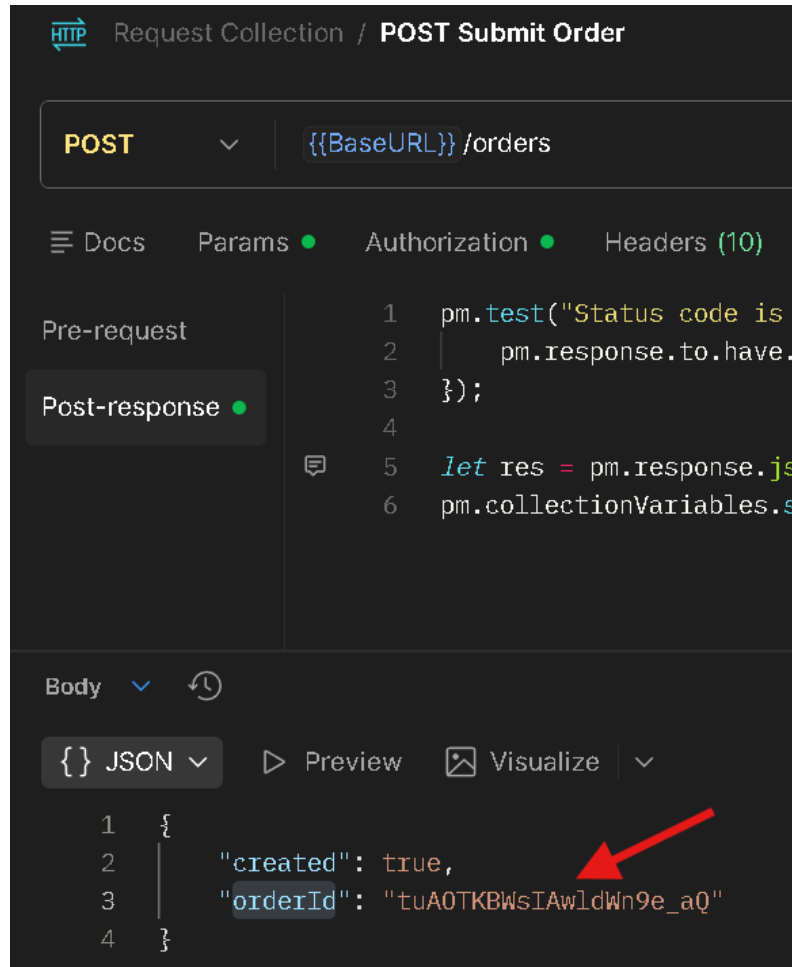 HTTP Request Collection / POST Submit Order
POST {{BaseURL}}/orders
Docs Params Authorization Headers (10)
Pre-request
Post-response
1 pm.test("Status code is
2 pm.response.to.have.
3 });
4
5 let res = pm.response.js
6 pm.collectionVariables.s
Body
{} JSON Preview Visualize
1 {
2 "created": true,
3 "orderId": "tuAOTKBWsIAwldWn9e_aQ"
4 }